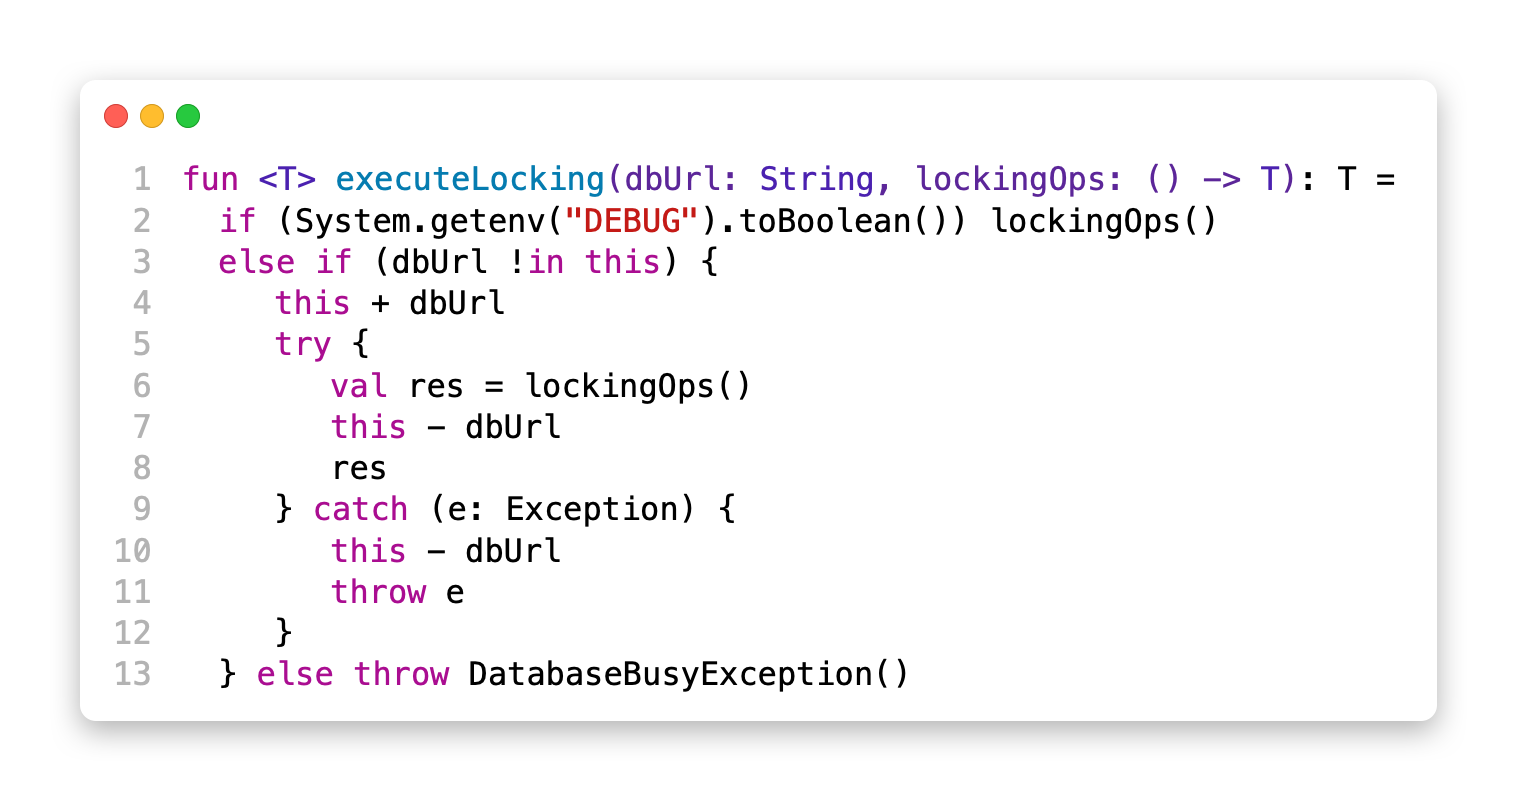 1 fun <T> executeLocking(dbUrl: String, lockingOps: () -> T): T =
2   if (System.getenv("DEBUG").toBoolean()) lockingOps()
3   else if (dbUrl !in this) {
4      this + dbUrl
5      try {
6         val res = lockingOps()
7         this - dbUrl
8         res
9      } catch (e: Exception) {
10         this - dbUrl
11         throw e
12      }
13   } else throw DatabaseBusyException()